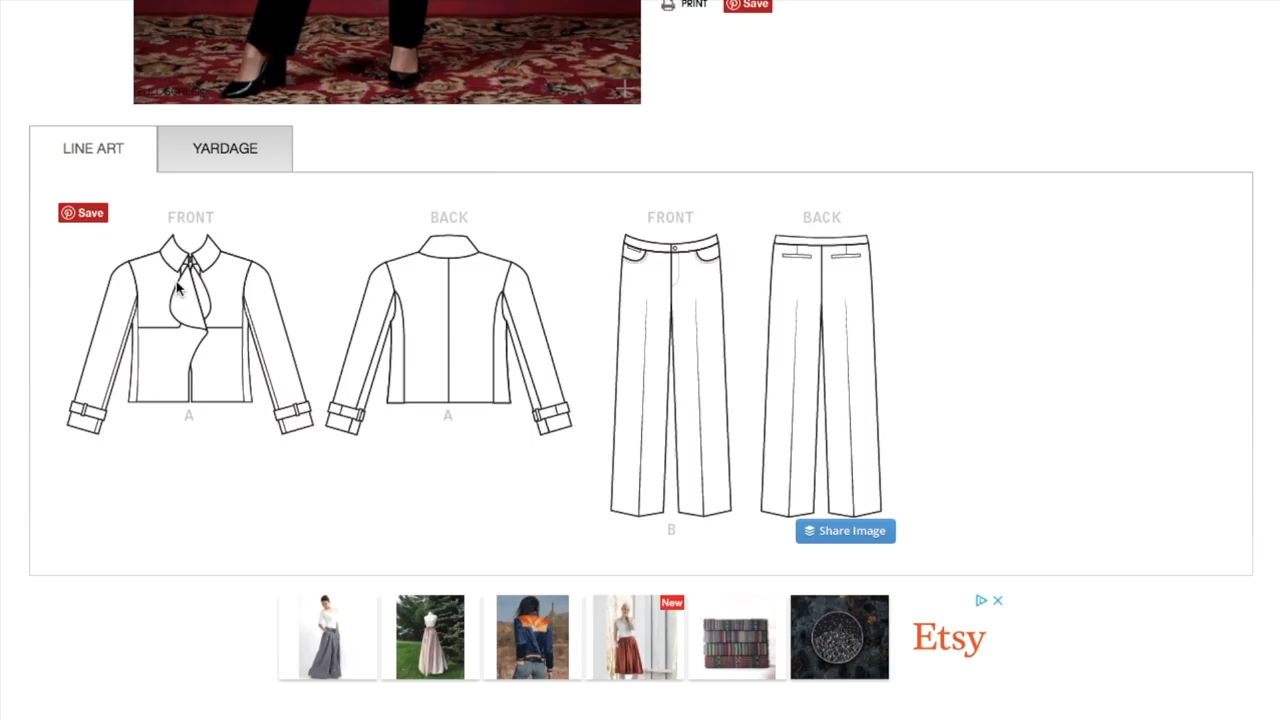 PRINT
Save
LINE ART
YARDAGE
Save
FRONT
BACK
FRONT
BACK
A
A
B
Share Image
New
Etsy